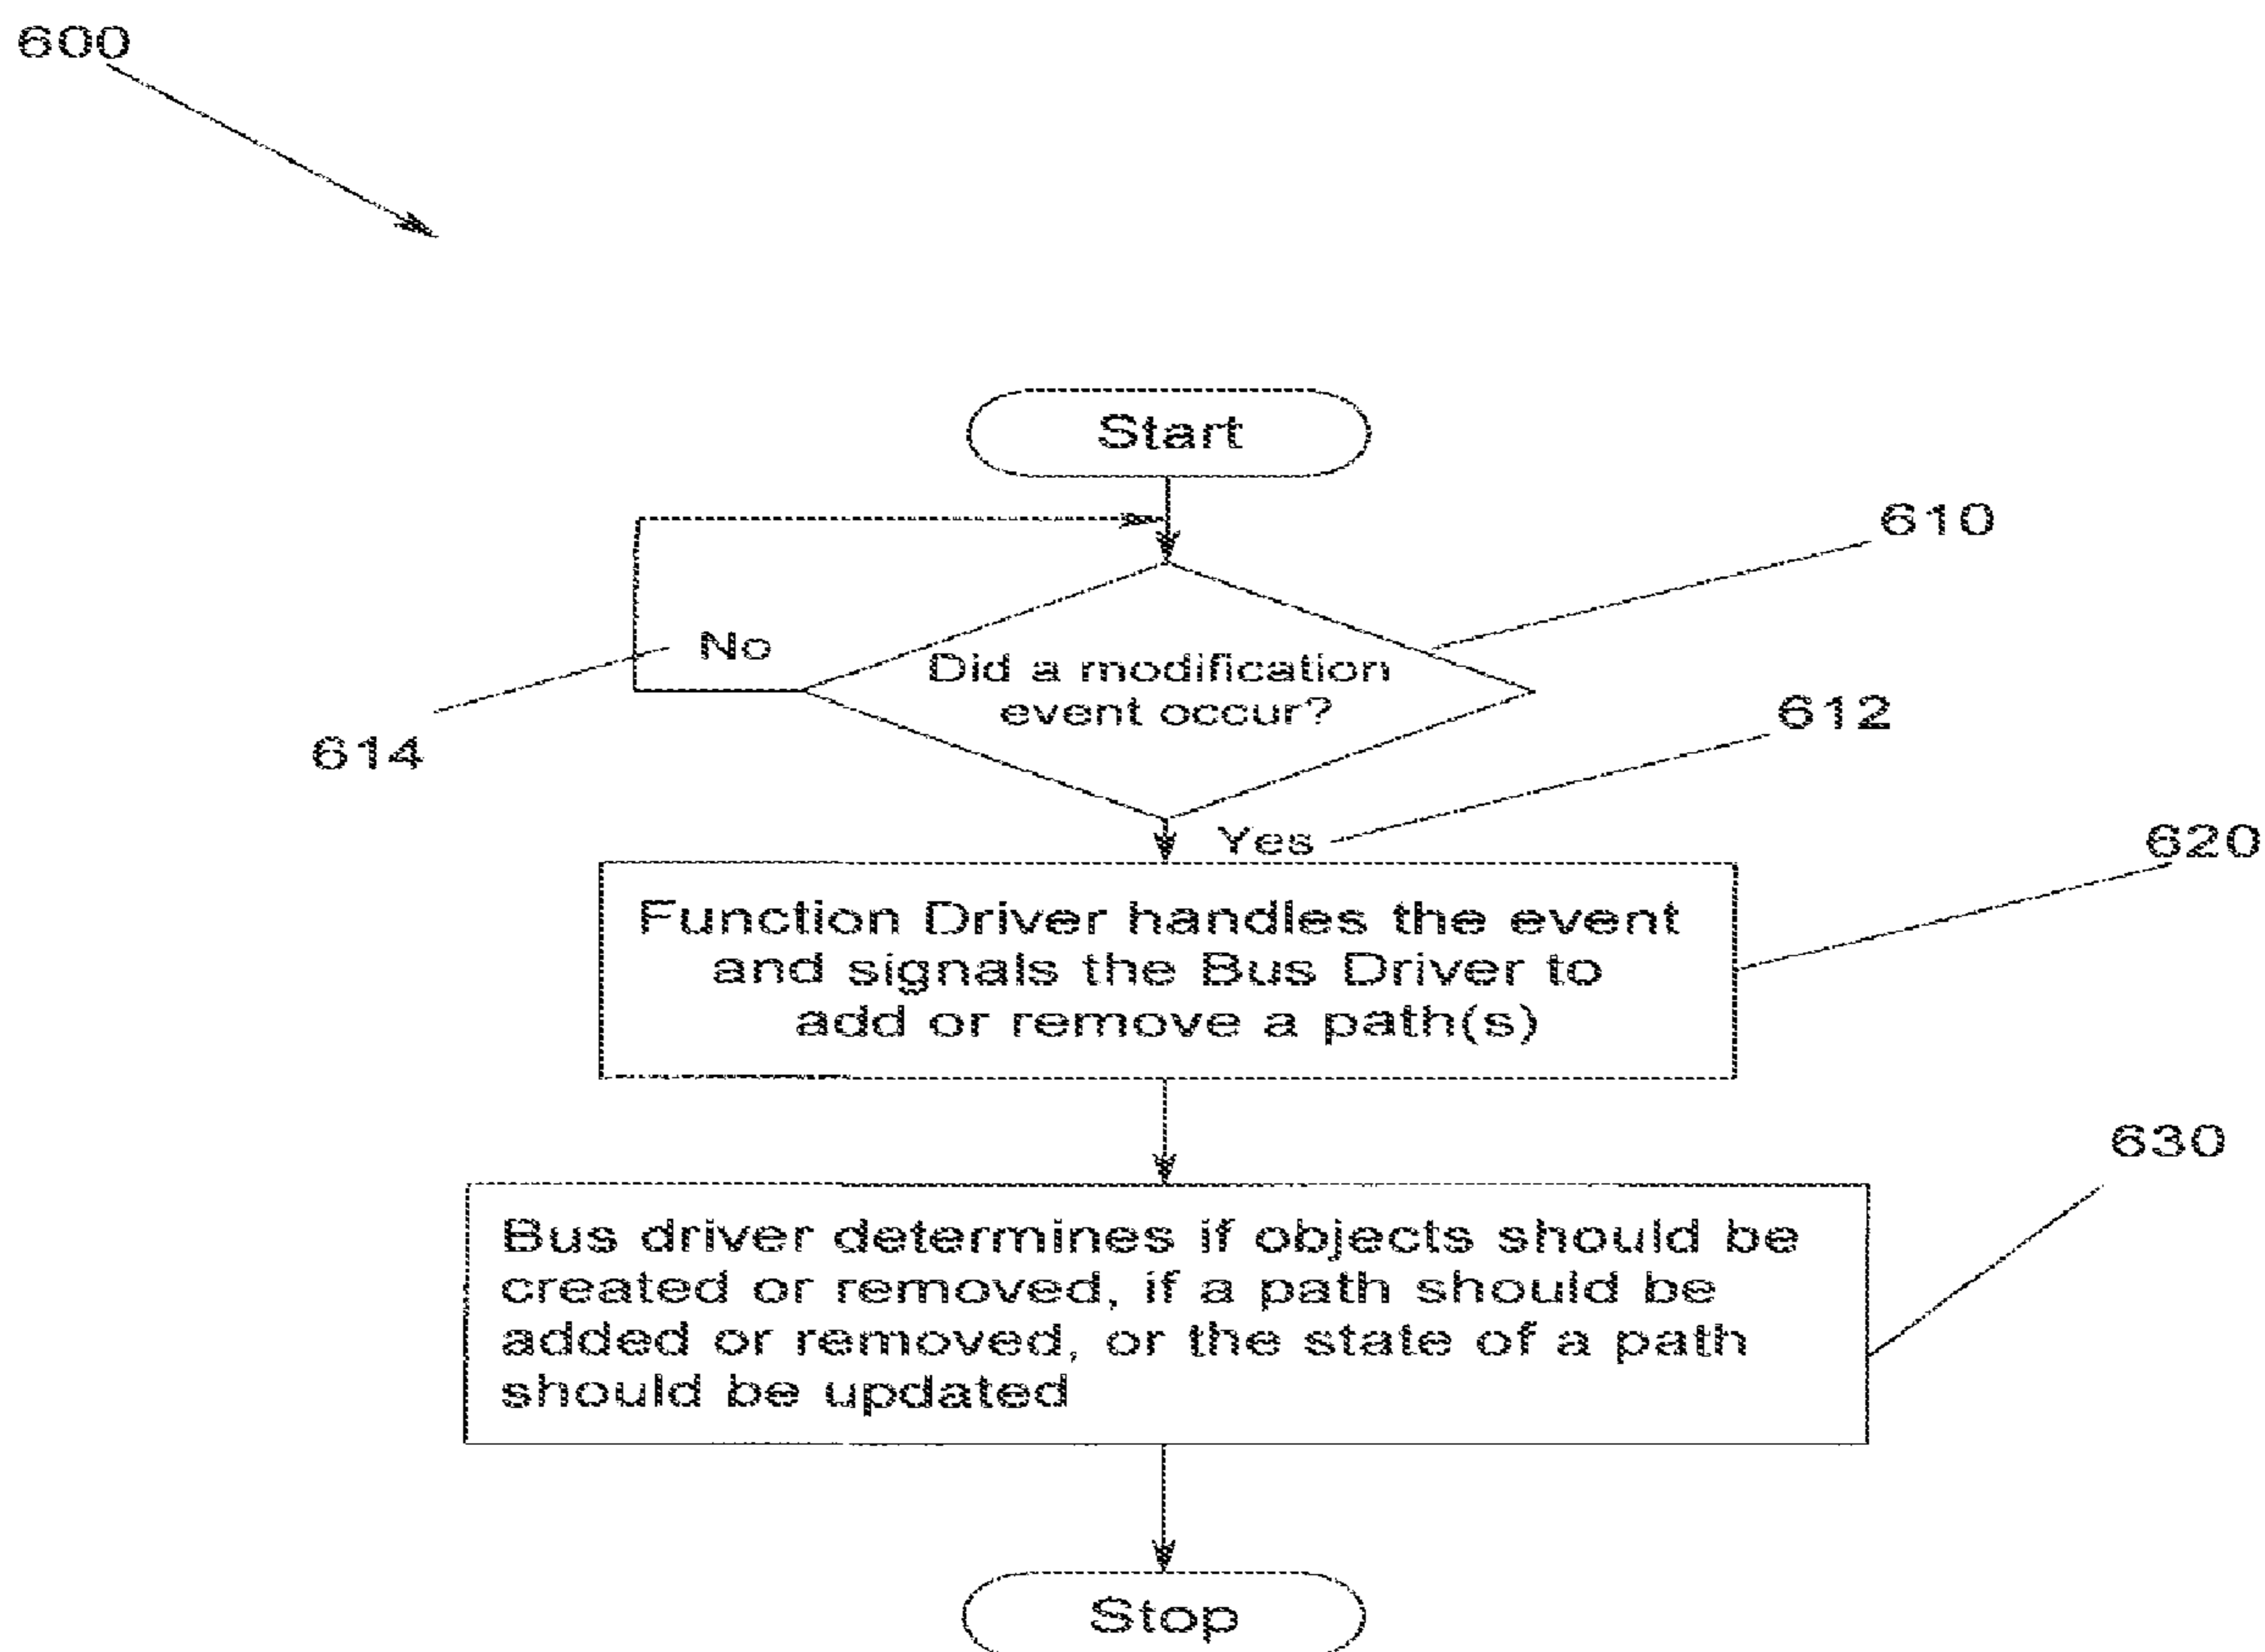 600
Start
610
No
Did a modification
event occur?
612
614
Yes
620
Function Driver handles the event
and signals the Bus Driver to
add or remove a path(s)
630
Bus driver determines if objects should be
created or removed, if a path should be
added or removed, or the state of a path
should be updated
Stop